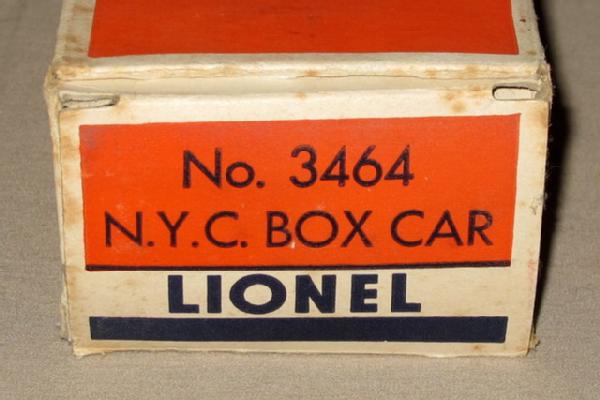 No. 3464
N.Y.C. BOX CAR
LIONEL